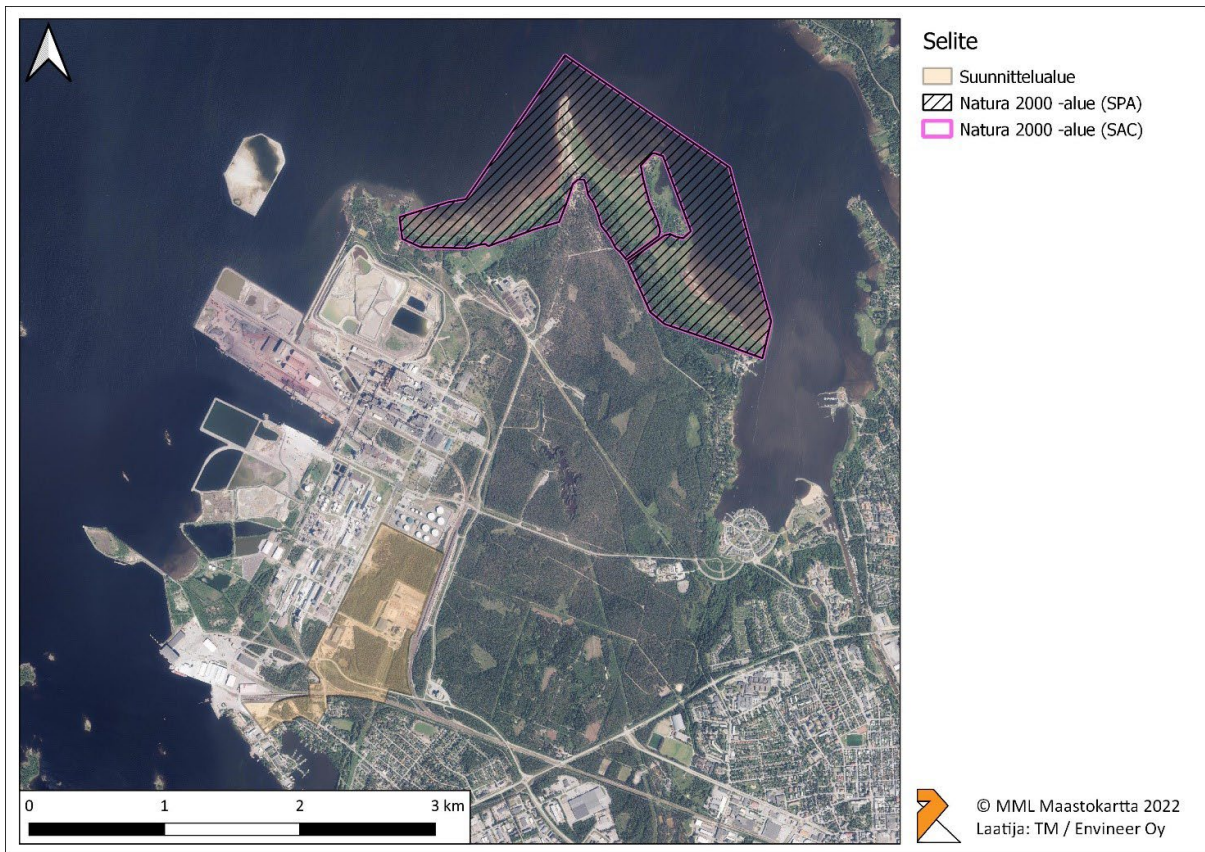 Selite
Suunnittelualue
Natura 2000 -alue (SPA)
Natura 2000 -alue (SAC)
0 1 2 3 km
© MML Maastokartta 2022
Laatija: TM / Envineer Oy